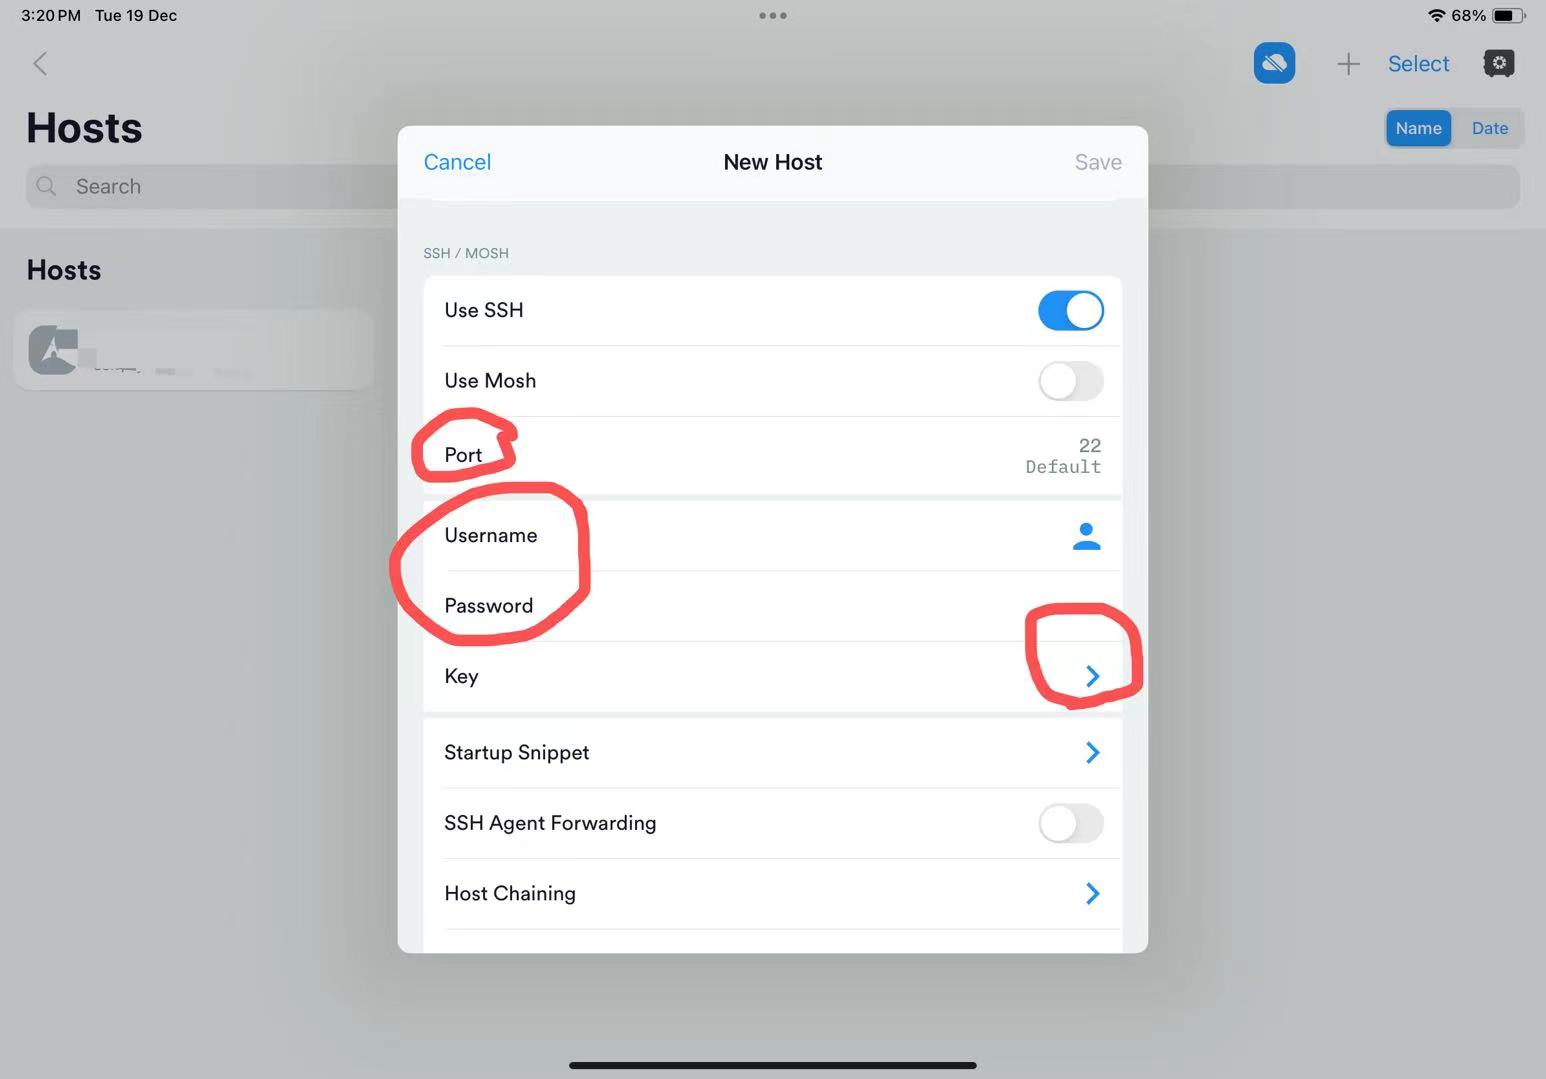 3:20 PM Tue 19 Dec
68%
Select
Hosts
Name Date
Search
Hosts
Cancel New Host Save
SSH / MOSH
Use SSH
Use Mosh
Port 22
Default
Username
Password
Key
Startup Snippet
SSH Agent Forwarding
Host Chaining